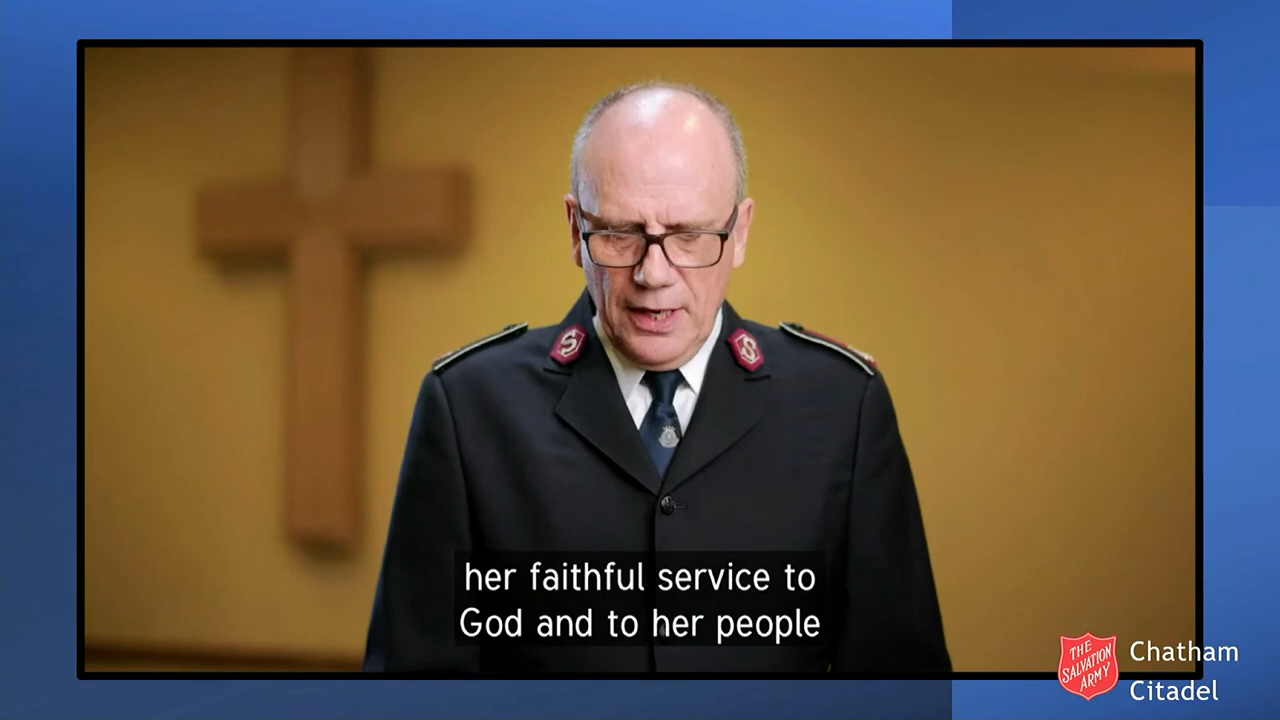 her faithful service to
God and to her people
THE
SALVATION
ARMY
Chatham
Citadel
S
S